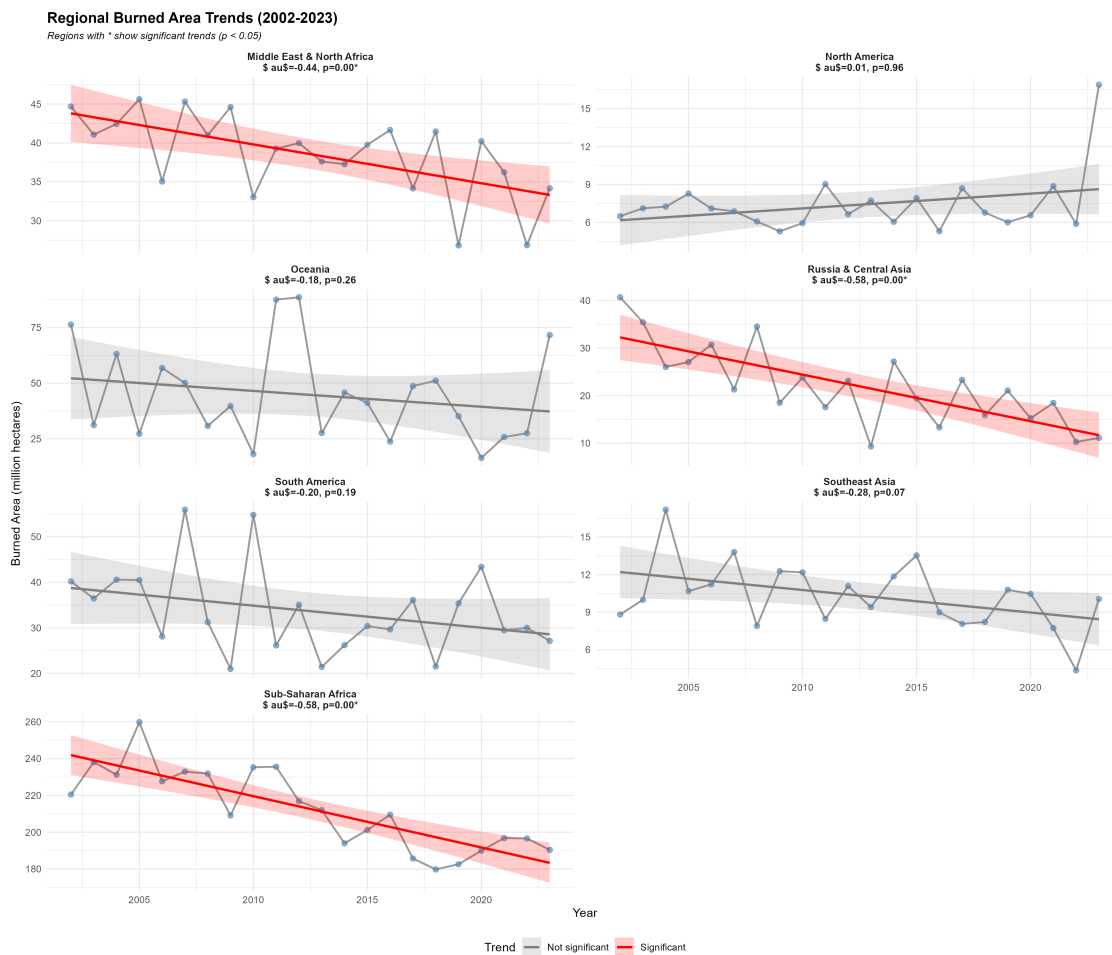 Regional Burned Area Trends (2002-2023)
Regions with * show significant trends (p < 0.05)
Middle East & North Africa
$ au$=-0.44, p=0.00*
45
40
35
30
North America
$ au$=0.01, p=0.96
15
12
9
6
Oceania
$ au$=-0.18, p=0.26
75
50
25
Russia & Central Asia
$ au$=-0.58, p=0.00*
40
30
20
10
South America
$ au$=-0.20, p=0.19
50
40
30
20
Southeast Asia
$ au$=-0.28, p=0.07
15
12
9
6
2005 2010 2015 2020
Sub-Saharan Africa
$ au$=-0.58, p=0.00*
260
240
220
200
180
2005 2010 2015 2020
Burned Area (million hectares)
Year
Trend Not significant Significant